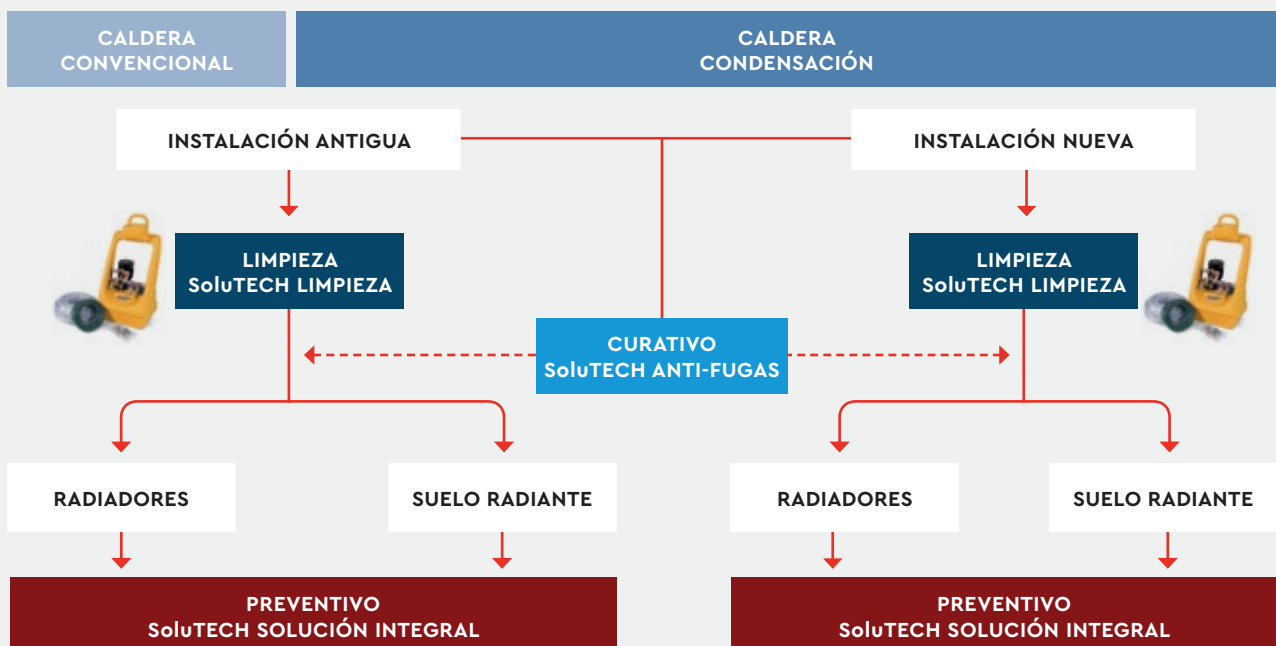 CALDERA
CONVENCIONAL
CALDERA
CONDENSACIÓN
INSTALACIÓN ANTIGUA
INSTALACIÓN NUEVA
LIMPIEZA
SoluTECH LIMPIEZA
LIMPIEZA
SoluTECH LIMPIEZA
CURATIVO
SoluTECH ANTI-FUGAS
RADIADORES
SUELO RADIANTE
RADIADORES
SUELO RADIANTE
PREVENTIVO
SoluTECH SOLUCIÓN INTEGRAL
PREVENTIVO
SoluTECH SOLUCIÓN INTEGRAL